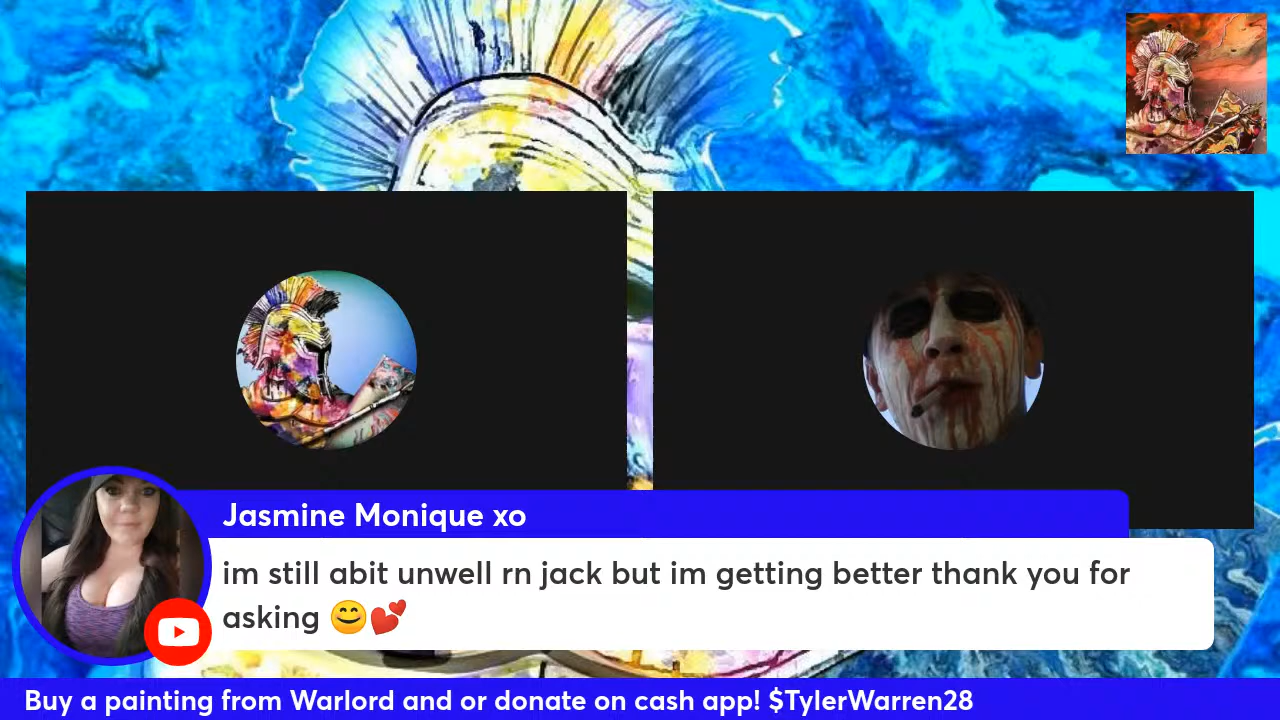 Jasmine Monique xo
im still abit unwell rn jack but im getting better thank you for
asking 😊💕
Buy a painting from Warlord and or donate on cash app! $TylerWarren28